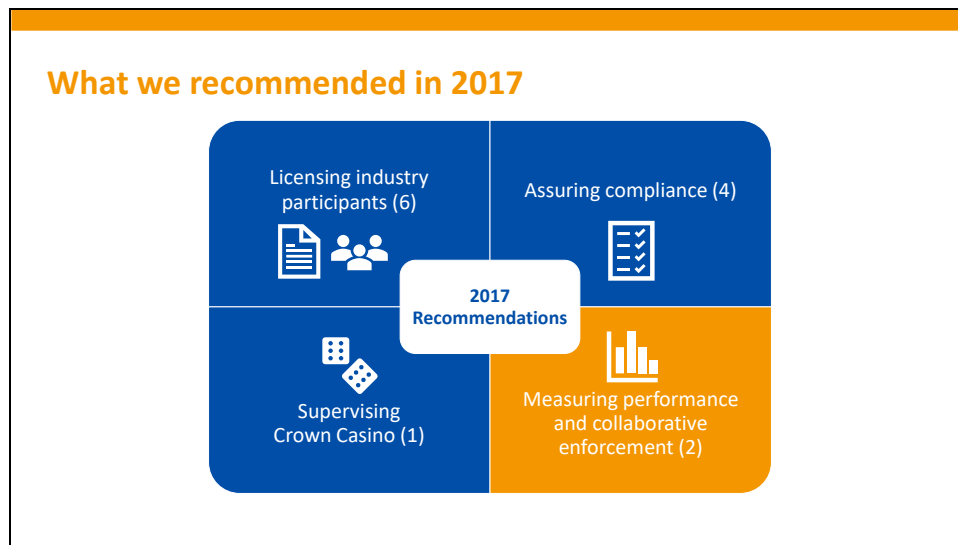 What we recommended in 2017
Licensing industry
participants (6)
Assuring compliance (4)
2017
Recommendations
Supervising
Crown Casino (1)
Measuring performance
and collaborative
enforcement (2)